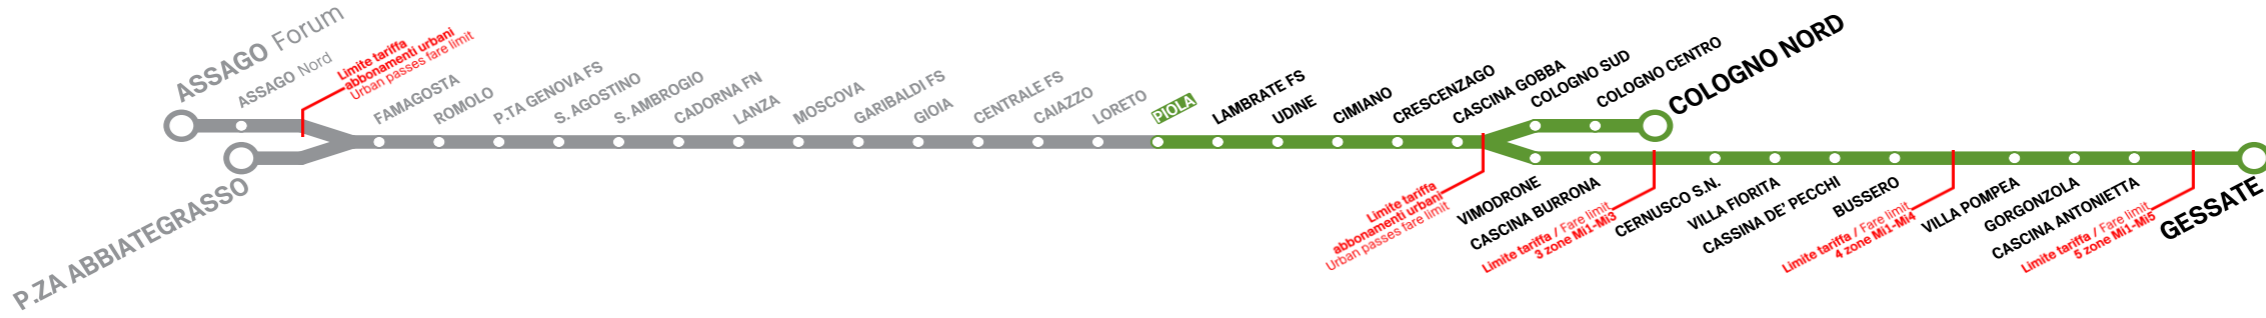 ASSAGO Forum
ASSAGO Nord
Limite tariffa
abbonamenti urbani
Urban passes fare limit
P.ZA ABBIATEGRASSO
FAMAGOSTA
ROMOLO
P.TA GENOVA FS
S. AGOSTINO
S. AMBROGIO
CADORNA FN
LANZA
MOSCOVA
GARIBALDI FS
GIOIA
CENTRALE FS
CAIAZZO
LORETO
PIOLA
LAMBRATE FS
UDINE
CIMIANO
CRESCENZAGO
CASCINA GOBBA
COLOGNO SUD
COLOGNO CENTRO
COLOGNO NORD
Limite tariffa
abbonamenti urbani
Urban passes fare limit
VIMODRONE
CASCINA BURRONA
Limite tariffa / Fare limit
3 zone Mi1-Mi3
CERNUSCO S.N.
VILLA FIORITA
CASSINA DE' PECCHI
BUSSERO
Limite tariffa / Fare limit
4 zone Mi1-Mi4
VILLA POMPEA
GORGONZOLA
CASCINA ANTONIETTA
Limite tariffa / Fare limit
5 zone Mi1-Mi5
GESSATE